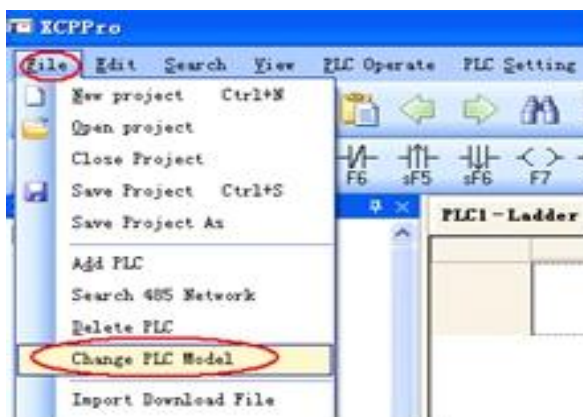 XCPPro
File Edit Search View PLC Operate PLC Setting
New project Ctrl+N
Open project
Close Project
Save Project Ctrl+S
Save Project As
Add PLC
Search 485 Network
Delete PLC
Change PLC Model
Import Download File
F6 sF5 sF6 F7
PLC1-Ladder